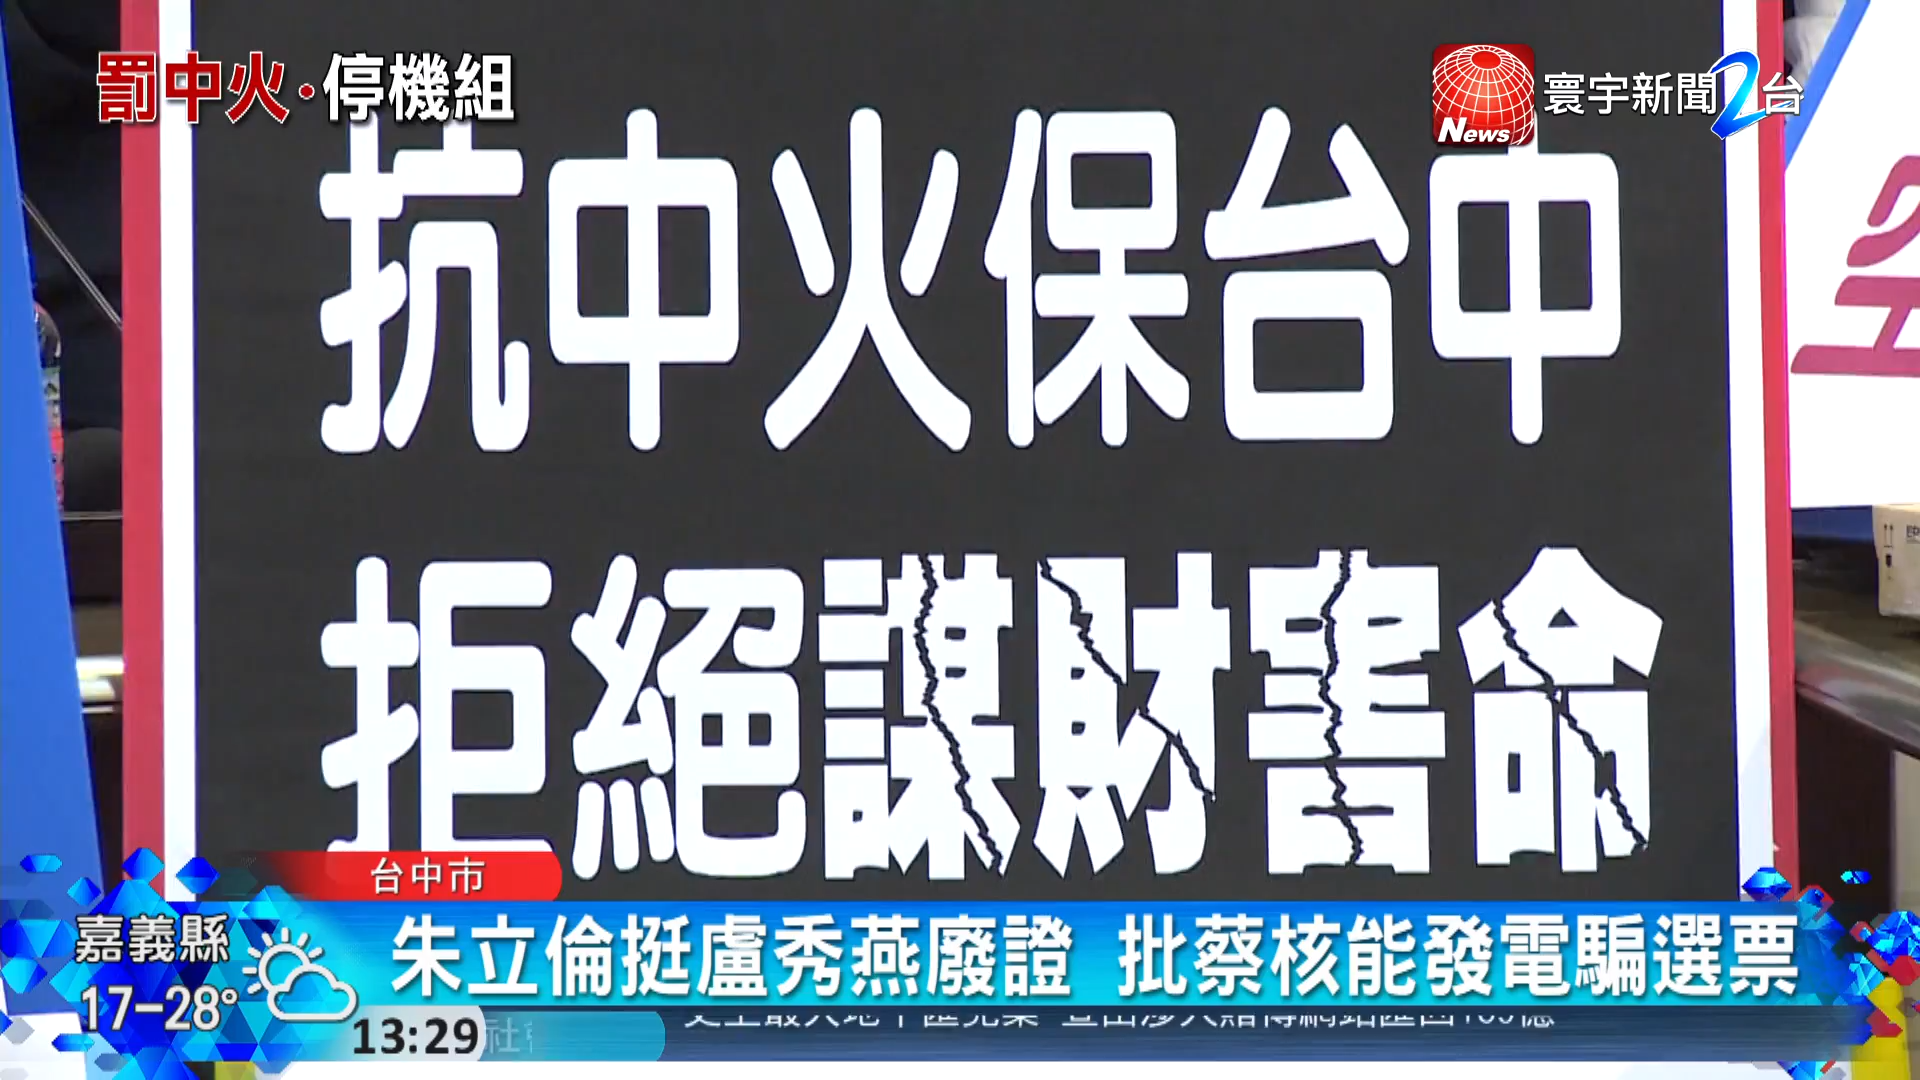 罰中火·停機組
News 寰宇新聞2台
抗中火保台中
拒絕謀財害命
台中市
嘉義縣
17-28°
朱立倫挺盧秀燕廢證 批蔡核能發電騙選票
13:29